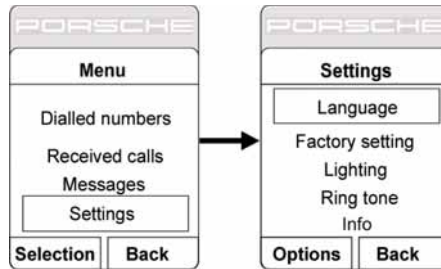 PORSCHE
Menu
Dialled numbers
Received calls
Messages
Settings
Selection Back
PORSCHE
Settings
Language
Factory setting
Lighting
Ring tone
Info
Options Back